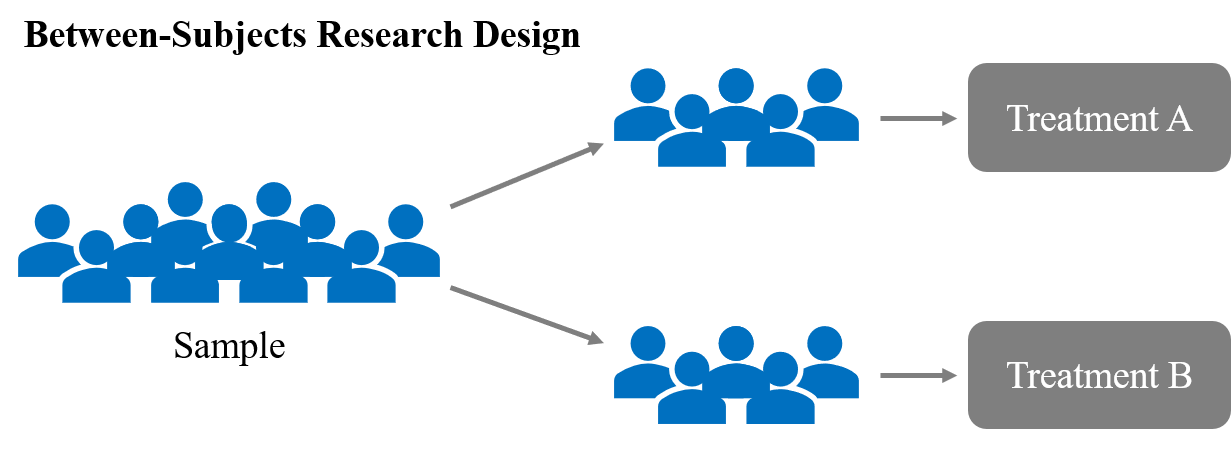 Between-Subjects Research Design
Treatment A
Sample
Treatment B